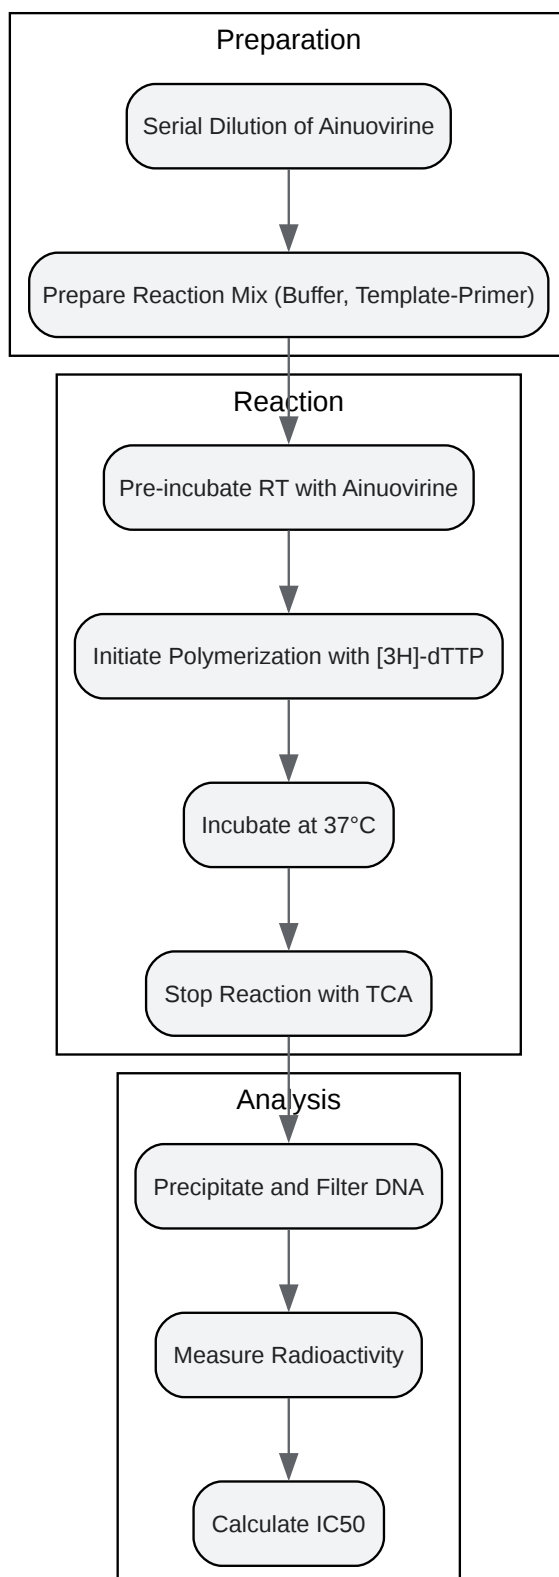 Preparation
Serial Dilution of Ainuovirine
Prepare Reaction Mix (Buffer, Template-Primer)
Reaction
Pre-incubate RT with Ainuovirine
Initiate Polymerization with [3H]-dTTP
Incubate at 37°C
Stop Reaction with TCA
Analysis
Precipitate and Filter DNA
Measure Radioactivity
Calculate IC50